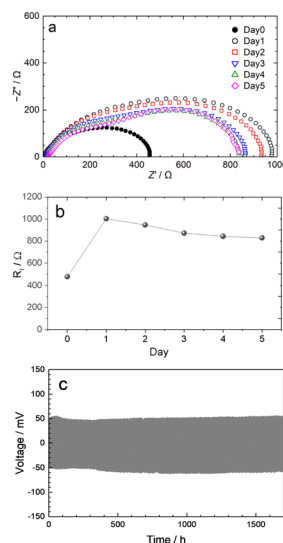 a
Day0
Day1
Day2
Day3
Day4
Day5
600
400
200
0
-Z" / Ω
0 200 400 600 800 1000
Z' / Ω
b
1200
1000
800
600
400
200
0
Ri / Ω
0 1 2 3 4 5
Day
c
150
100
50
0
-50
-100
-150
Voltage / mV
0 500 1000 1500
Time / h